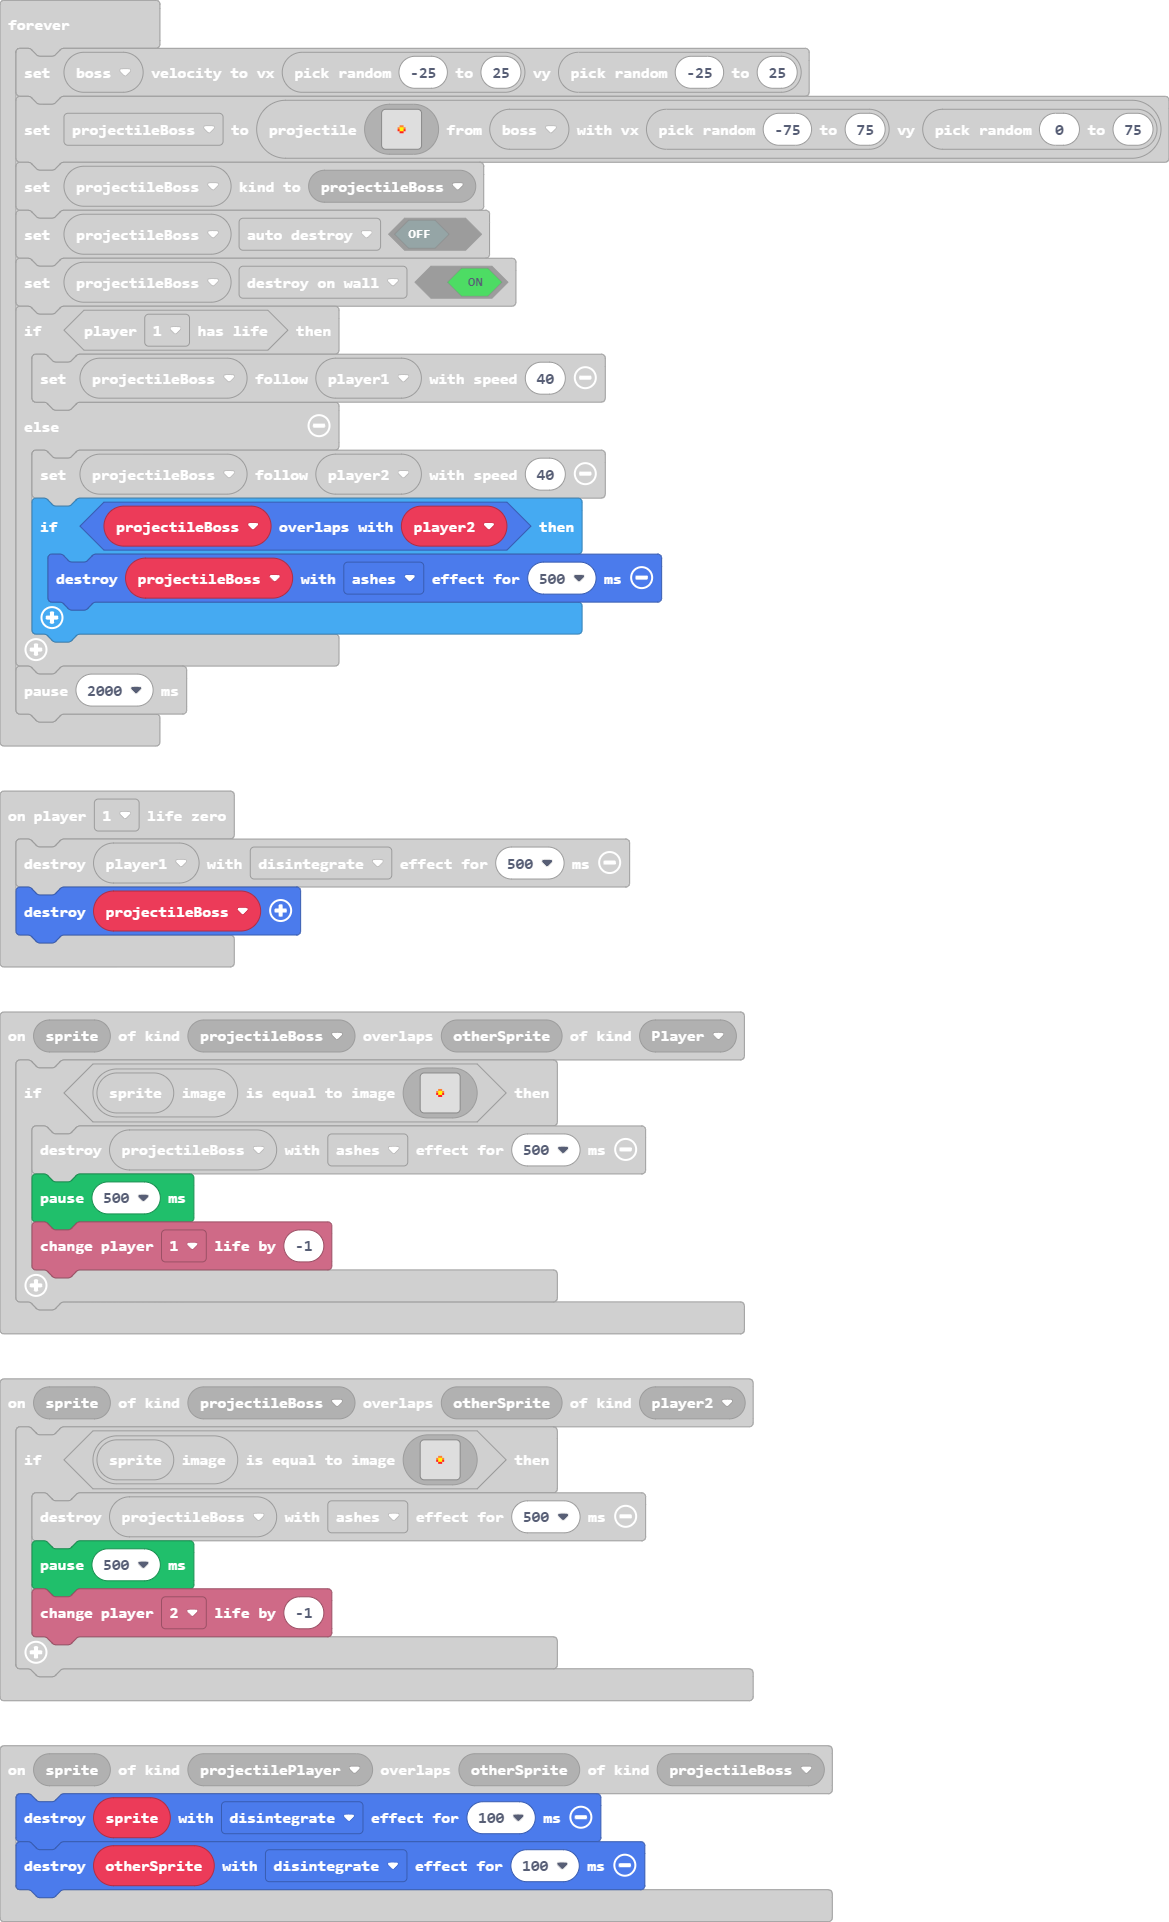 forever
set boss velocity to vx pick random -25 to 25 vy pick random -25 to 25
set projectileBoss to projectile from boss with vx pick random -75 to 75 vy pick random 0 to 75
set projectileBoss kind to projectileBoss
set projectileBoss auto destroy OFF
set projectileBoss destroy on wall ON
if player 1 has life then
set projectileBoss follow player1 with speed 40
else
set projectileBoss follow player2 with speed 40
if projectileBoss overlaps with player2 then
destroy projectileBoss with ashes effect for 500 ms
pause 2000 ms
on player 1 life zero
destroy player1 with disintegrate effect for 500 ms
destroy projectileBoss
on sprite of kind projectileBoss overlaps otherSprite of kind Player
if sprite image is equal to image then
destroy projectileBoss with ashes effect for 500 ms
pause 500 ms
change player 1 life by -1
on sprite of kind projectileBoss overlaps otherSprite of kind player2
if sprite image is equal to image then
destroy projectileBoss with ashes effect for 500 ms
pause 500 ms
change player 2 life by -1
on sprite of kind projectilePlayer overlaps otherSprite of kind projectileBoss
destroy sprite with disintegrate effect for 100 ms
destroy otherSprite with disintegrate effect for 100 ms